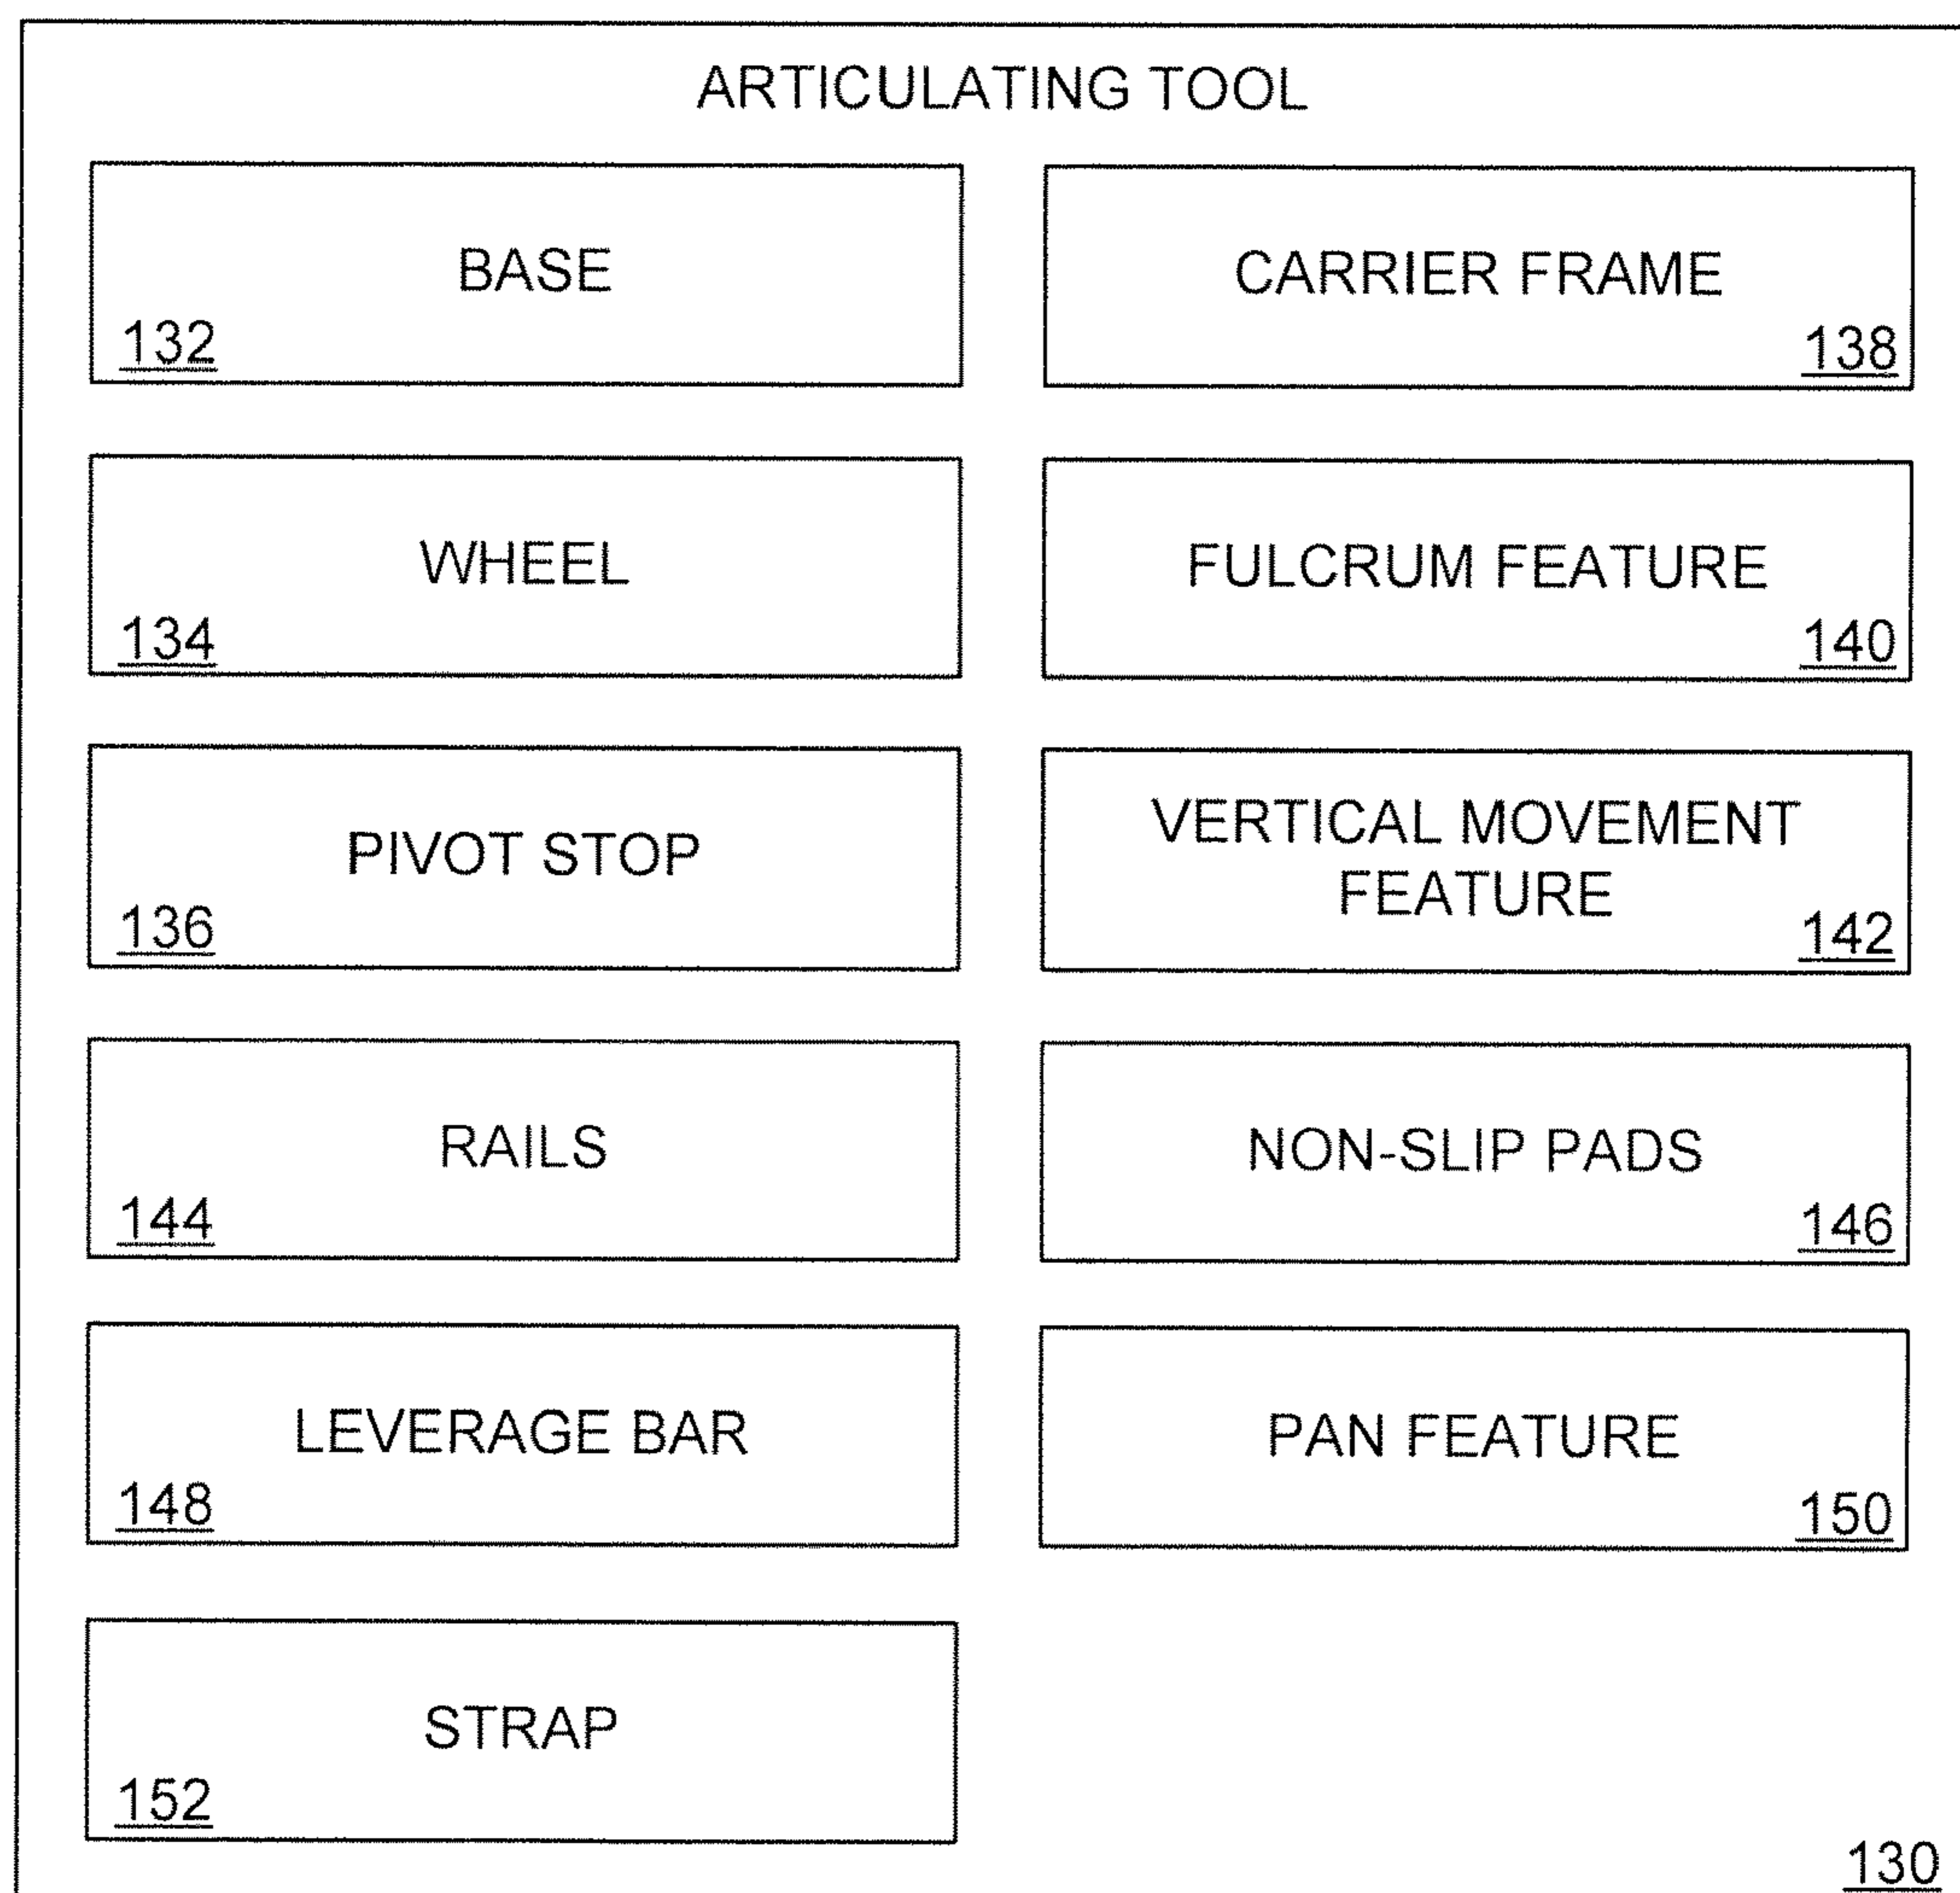 ARTICULATING TOOL
BASE
132
CARRIER FRAME
138
WHEEL
134
FULCRUM FEATURE
140
PIVOT STOP
136
VERTICAL MOVEMENT
FEATURE
142
RAILS
144
NON-SLIP PADS
146
LEVERAGE BAR
148
PAN FEATURE
150
STRAP
152
130